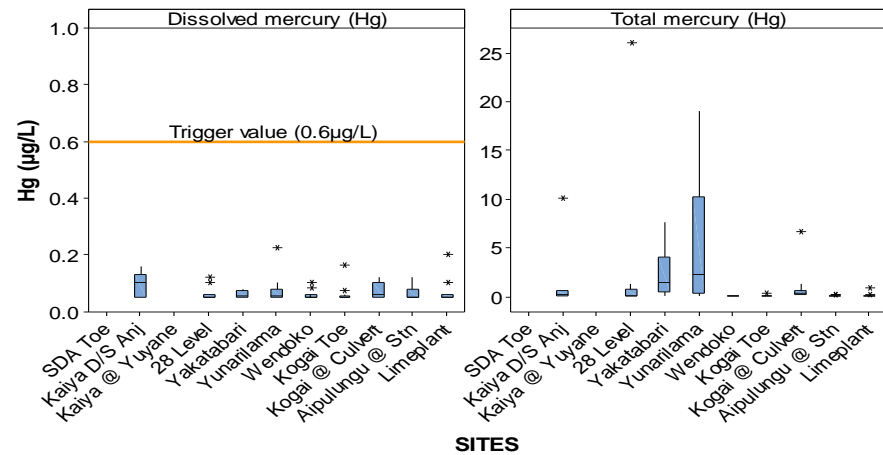 Dissolved mercury (Hg)
Total mercury (Hg)
Hg (µg/L)
1.0
0.8
0.6
0.4
0.2
0.0
Trigger value (0.6µg/L)
25
20
15
10
5
0
SDA Toe
Kaiya D/S Anj
Kaiya @ Yuyane
28 Level
Yakatabari
Yunarilama
Wendoko
Kogai Toe
Kogai @ Culvert
Aipulungu @ Stn
Limeplant
SDA Toe
Kaiya D/S Anj
Kaiya @ Yuyane
28 Level
Yakatabari
Yunarilama
Wendoko
Kogai Toe
Kogai @ Culvert
Aipulungu @ Stn
Limeplant
SITES